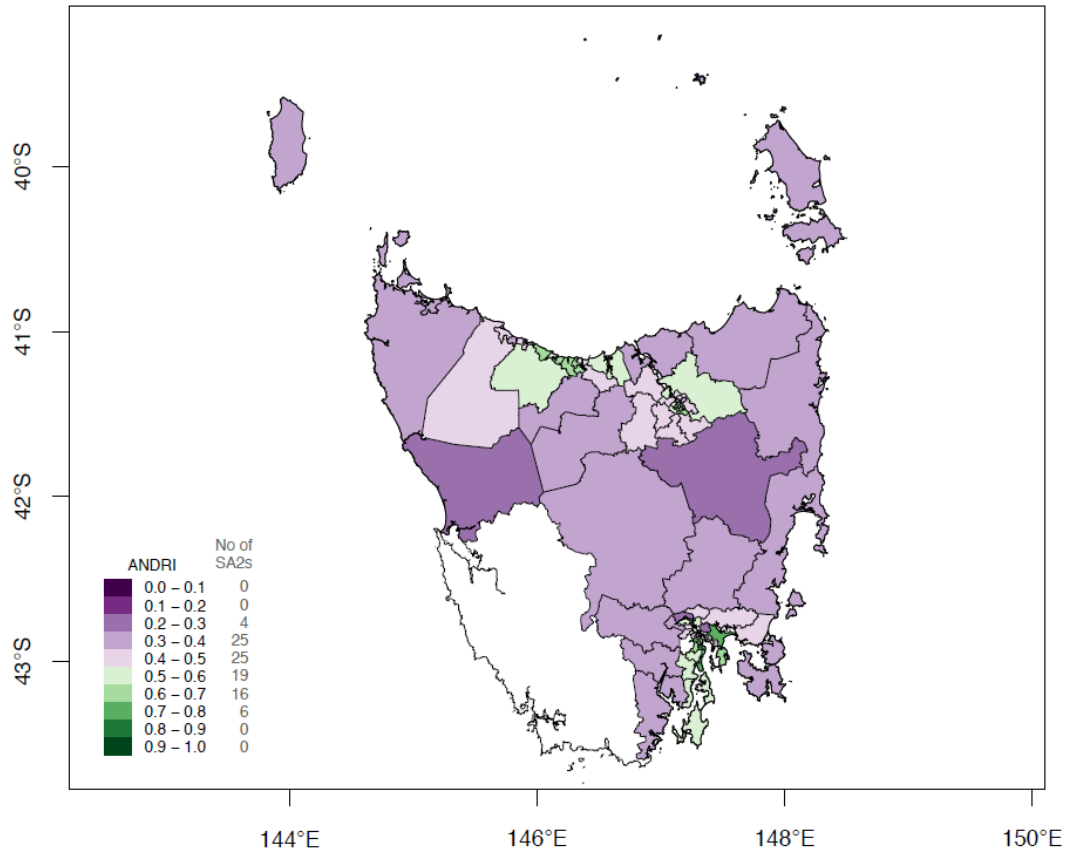 40°S
41°S
42°S
43°S
ANDRI No of SA2s
0.0 – 0.1 0
0.1 – 0.2 0
0.2 – 0.3 4
0.3 – 0.4 25
0.4 – 0.5 25
0.5 – 0.6 19
0.6 – 0.7 16
0.7 – 0.8 6
0.8 – 0.9 0
0.9 – 1.0 0
144°E 146°E 148°E 150°E